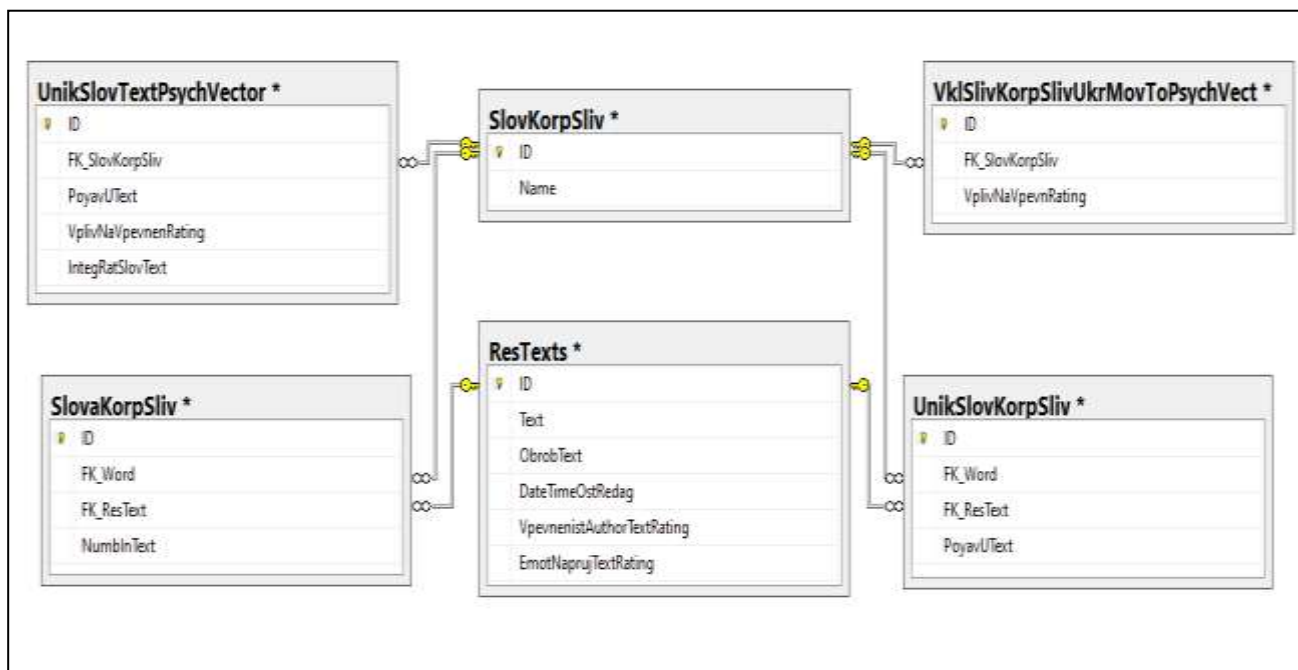 UnikSlovTextPsychVector *
ID
FK_SlovKorpSliv
PoyavUText
VplivNaVpevnenRating
IntegRatSlovText
SlovKorpSliv *
ID
Name
VklSlivKorpSlivUkrMovToPsychVect *
ID
FK_SlovKorpSliv
VplivNaVpevnRating
SlovaKorpSliv *
ID
FK_Word
FK_ResText
NumbInText
ResTexts *
ID
Text
ObrobText
DateTimeOstRedag
VpevnenistAuthorTextRating
EmotNaprujTextRating
UnikSlovKorpSliv *
ID
FK_Word
FK_ResText
PoyavUText